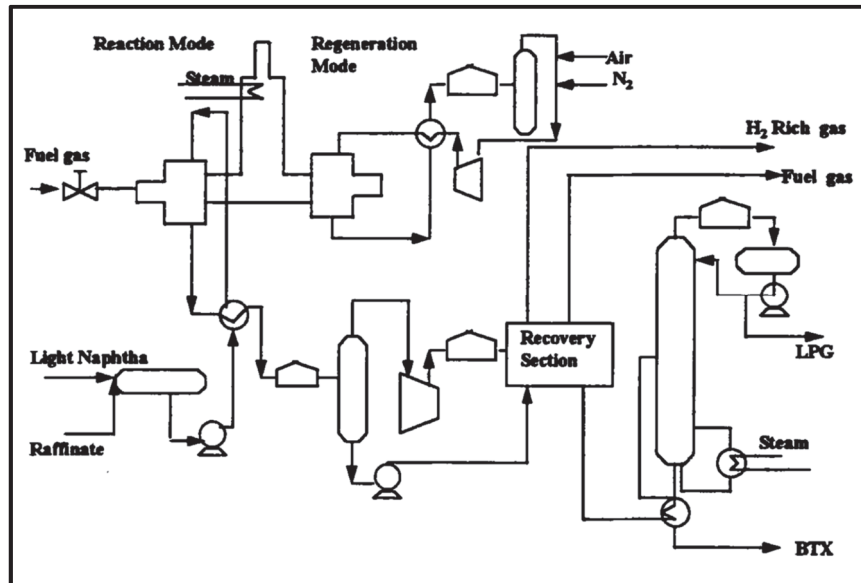 Reaction Mode
Regeneration
Mode
Steam
Air
N₂
H₂ Rich gas
Fuel gas
Fuel gas
Recovery
Section
Light Naphtha
LPG
Raffinate
Steam
BTX